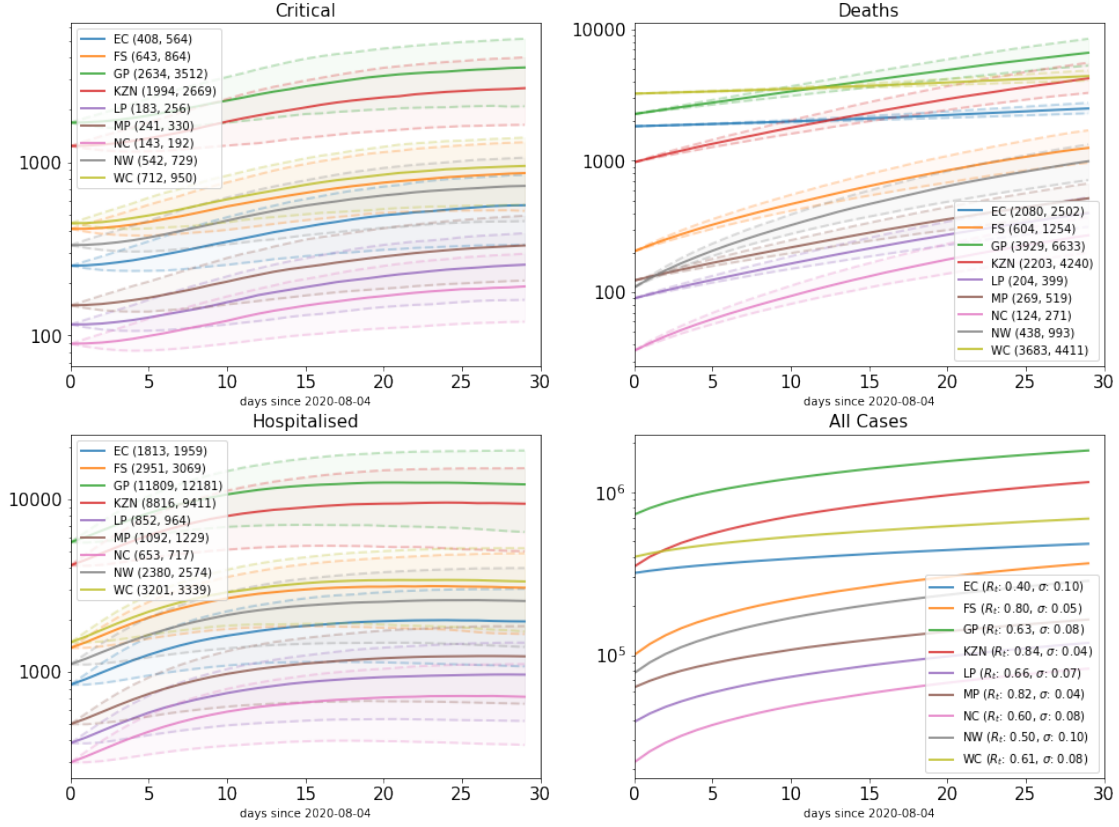 Critical
EC (408, 564)
FS (643, 864)
GP (2634, 3512)
KZN (1994, 2669)
LP (183, 256)
MP (241, 330)
NC (143, 192)
NW (542, 729)
WC (712, 950)
1000
100
0 5 10 15 20 25 30
days since 2020-08-04
Deaths
10000
1000
100
EC (2080, 2502)
FS (604, 1254)
GP (3929, 6633)
KZN (2203, 4240)
LP (204, 399)
MP (269, 519)
NC (124, 271)
NW (438, 993)
WC (3683, 4411)
0 5 10 15 20 25 30
days since 2020-08-04
Hospitalised
EC (1813, 1959)
FS (2951, 3069)
GP (11809, 12181)
KZN (8816, 9411)
LP (852, 964)
MP (1092, 1229)
NC (653, 717)
NW (2380, 2574)
WC (3201, 3339)
10000
1000
0 5 10 15 20 25 30
days since 2020-08-04
All Cases
10⁶
10⁵
EC (Rₜ: 0.40, σ: 0.10)
FS (Rₜ: 0.80, σ: 0.05)
GP (Rₜ: 0.63, σ: 0.08)
KZN (Rₜ: 0.84, σ: 0.04)
LP (Rₜ: 0.66, σ: 0.07)
MP (Rₜ: 0.82, σ: 0.04)
NC (Rₜ: 0.60, σ: 0.08)
NW (Rₜ: 0.50, σ: 0.10)
WC (Rₜ: 0.61, σ: 0.08)
0 5 10 15 20 25 30
days since 2020-08-04